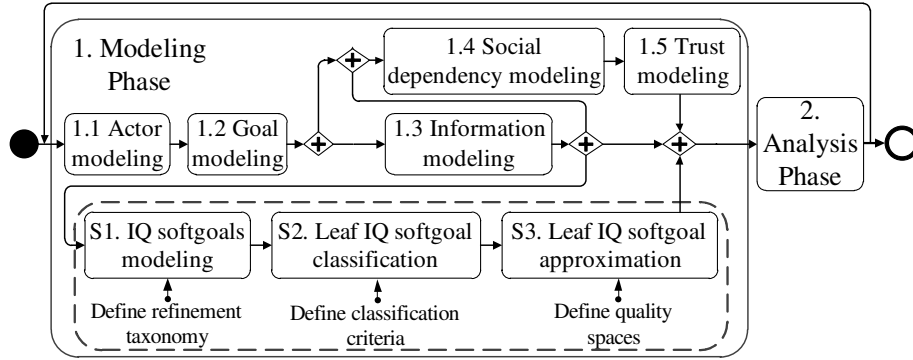 1. Modeling
Phase
1.4 Social
dependency modeling
1.5 Trust
modeling
1.1 Actor
modeling
1.2 Goal
modeling
1.3 Information
modeling
2.
Analysis
Phase
S1. IQ softgoals
modeling
S2. Leaf IQ softgoal
classification
S3. Leaf IQ softgoal
approximation
Define refinement
taxonomy
Define classification
criteria
Define quality
spaces